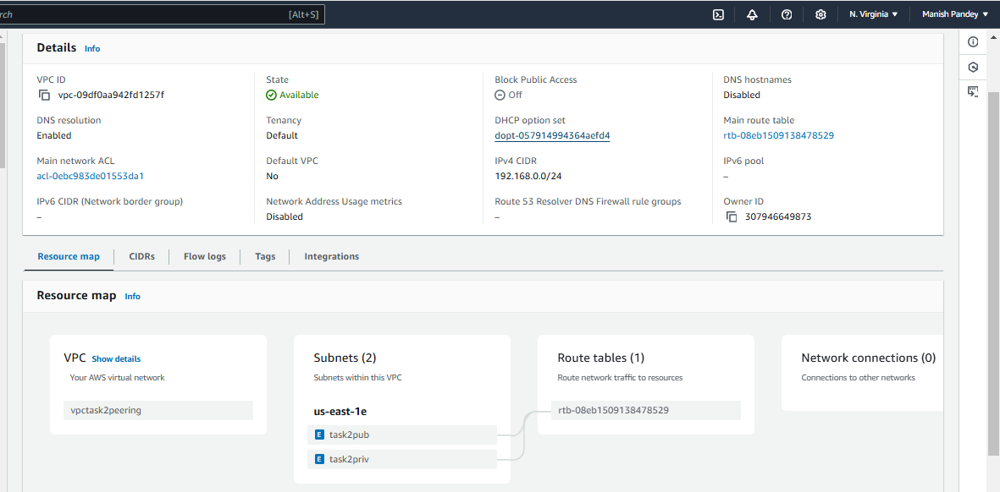 rch [Alt+S] N. Virginia Manish Pandey
Details Info
VPC ID
vpc-09df0aa942fd1257f
State
Available
Block Public Access
Off
DNS hostnames
Disabled
DNS resolution
Enabled
Tenancy
Default
DHCP option set
dopt-057914994364aefd4
Main route table
rtb-08eb1509138478529
Main network ACL
acl-0ebc983de01553da1
Default VPC
No
IPv4 CIDR
192.168.0.0/24
IPv6 pool
–
IPv6 CIDR (Network border group)
–
Network Address Usage metrics
Disabled
Route 53 Resolver DNS Firewall rule groups
–
Owner ID
307946649873
Resource map CIDRs Flow logs Tags Integrations
Resource map Info
VPC Show details
Your AWS virtual network
vpctask2peering
Subnets (2)
Subnets within this VPC
us-east-1e
E task2pub
E task2priv
Route tables (1)
Route network traffic to resources
rtb-08eb1509138478529
Network connections (0)
Connections to other networks